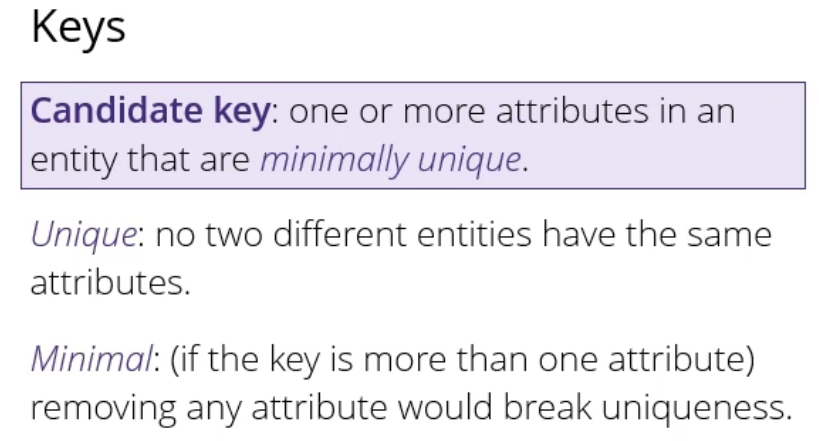 Keys
Candidate key: one or more attributes in an
entity that are minimally unique.
Unique: no two different entities have the same
attributes.
Minimal: (if the key is more than one attribute)
removing any attribute would break uniqueness.